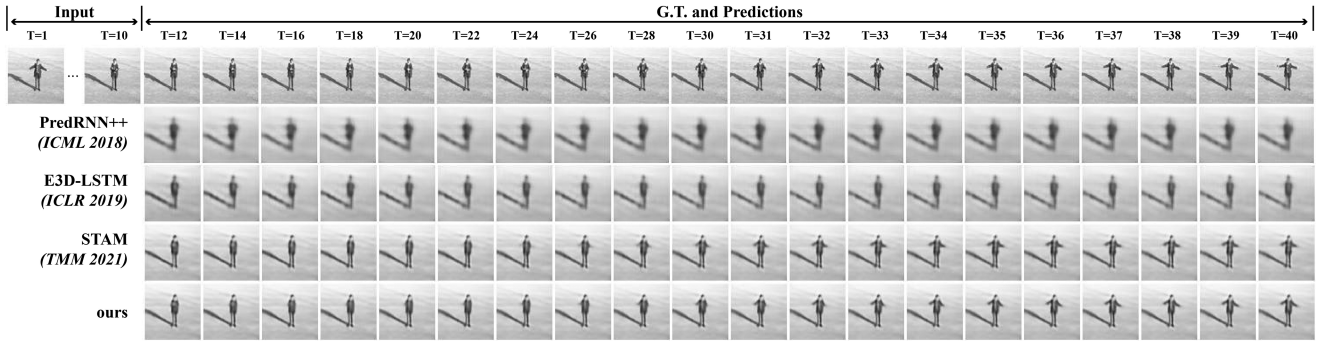 Input G.T. and Predictions
T=1 T=10 T=12 T=14 T=16 T=18 T=20 T=22 T=24 T=26 T=28 T=30 T=31 T=32 T=33 T=34 T=35 T=36 T=37 T=38 T=39 T=40
...
PredRNN++
(ICML 2018)
E3D-LSTM
(ICLR 2019)
STAM
(TMM 2021)
ours